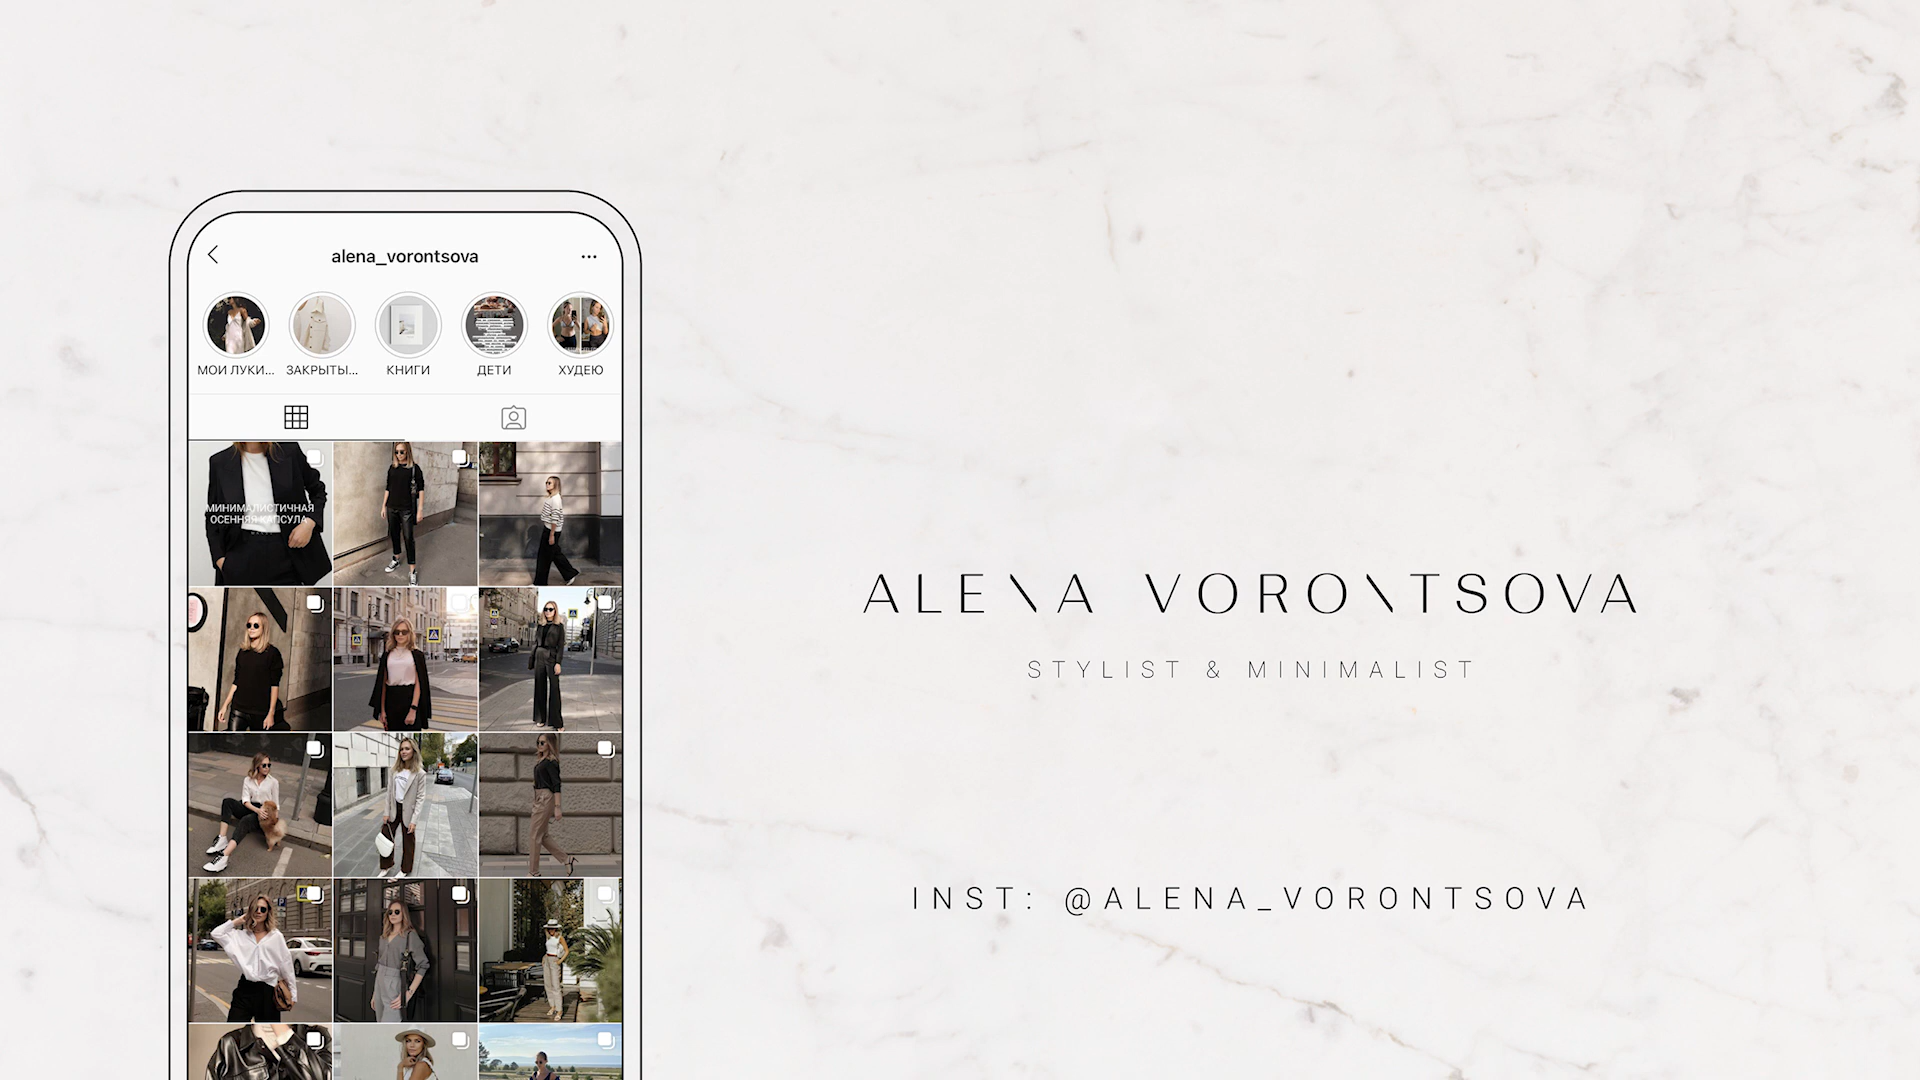 alena_vorontsova
МОИ ЛУКИ...
ЗАКРЫТЫ...
КНИГИ
ДЕТИ
ХУДЕЮ
МИНИМАЛИСТИЧНАЯ
ОСЕННЯЯ КАПСУЛА
ALENA VORONTSOVA
STYLIST & MINIMALIST
INST: @ALENA_VORONTSOVA